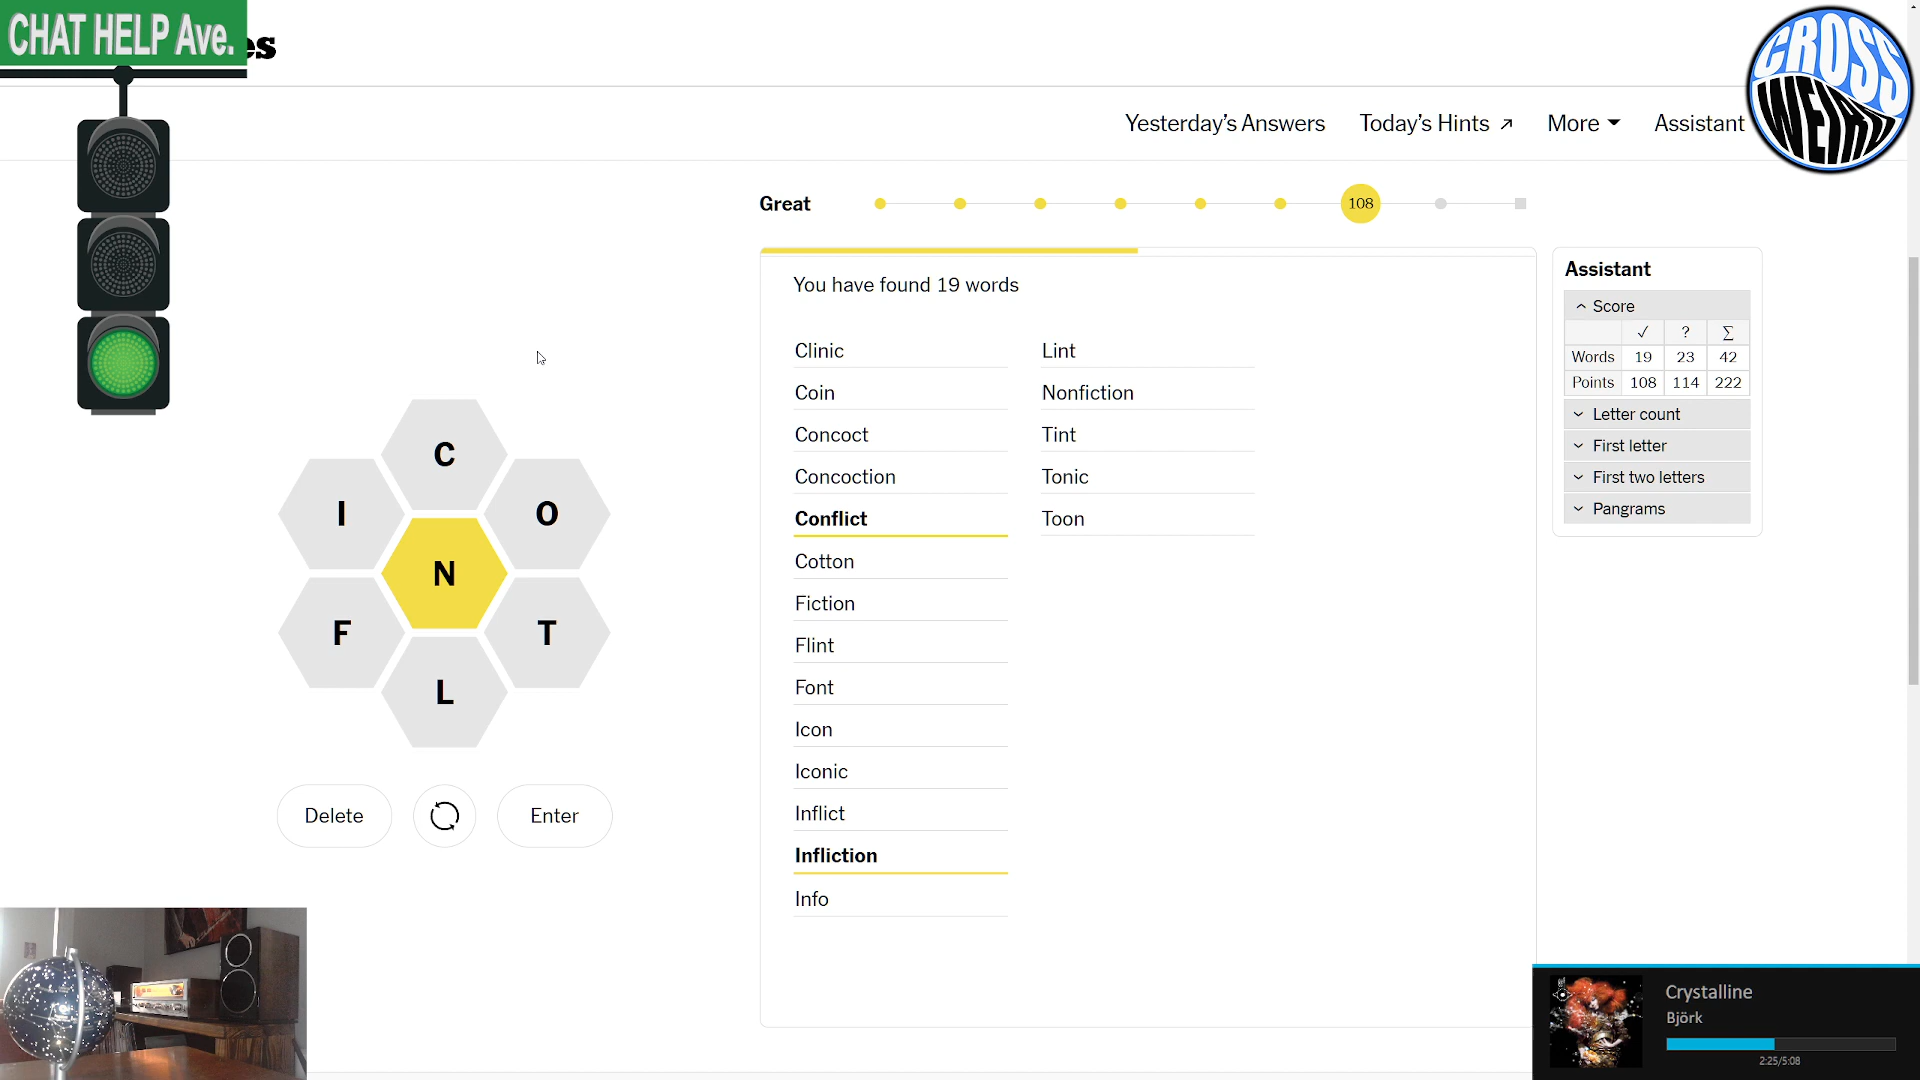 CHAT HELP Ave.
es
CROSS
WEIRD
Yesterday's Answers
Today's Hints
More
Assistant
Great
108
You have found 19 words
Clinic
Coin
Concoct
Concoction
Conflict
Cotton
Fiction
Flint
Font
Icon
Iconic
Inflict
Infliction
Info
Lint
Nonfiction
Tint
Tonic
Toon
Assistant
Score
✓ ? ∑
Words 19 23 42
Points 108 114 222
Letter count
First letter
First two letters
Pangrams
C
I
O
N
F
T
L
Delete
Enter
Crystalline
Björk
2:25/5:08